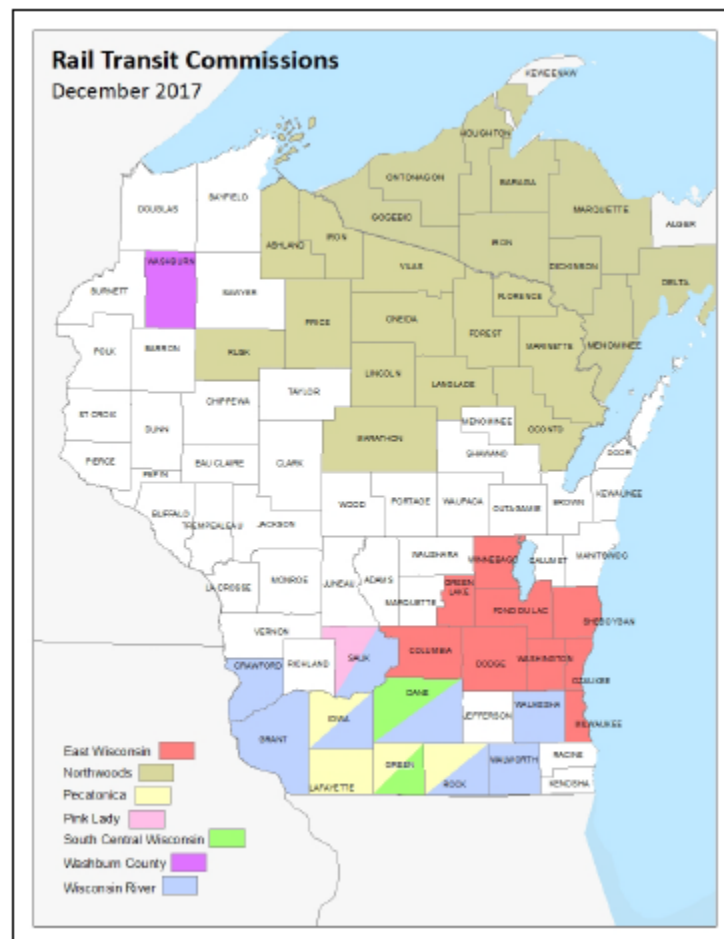 Rail Transit Commissions
December 2017
KEWEENAW
HOUGHTON
ONTONAGON
BARAGA
DOUGLAS
BAYFIELD
GOGEBIC
MARQUETTE
ALGER
ASHLAND
IRON
IRON
WASHBURN
VILAS
DICKINSON
DELTA
BURNETT
SAWYER
FLORENCE
PRICE
ONEIDA
FOREST
MARINETTE
MENOMINEE
POLK
BARRON
RUSK
LINCOLN
LANGLADE
TAYLOR
CHIPPEWA
ST CROIX
DUNN
MENOMINEE
OCONTO
MARATHON
SHAWANO
DOOR
PIERCE
PEPIN
EAU CLAIRE
CLARK
KEWAUNEE
BUFFALO
TREMPEALEAU
JACKSON
WOOD
PORTAGE
WAUPACA
OUTAGAMIE
BROWN
WAUSHARA
WINNEBAGO
CALUMET
MANITOWOC
LA CROSSE
MONROE
JUNEAU
ADAMS
MARQUETTE
GREEN
LAKE
FOND DU LAC
SHEBOYGAN
VERNON
RICHLAND
SAUK
COLUMBIA
DODGE
WASHINGTON
OZAUKEE
CRAWFORD
IOWA
DANE
JEFFERSON
WAUKESHA
MILWAUKEE
GRANT
LAFAYETTE
GREEN
ROCK
WALWORTH
RACINE
KENOSHA
East Wisconsin
Northwoods
Pecatonica
Pink Lady
South Central Wisconsin
Washburn County
Wisconsin River